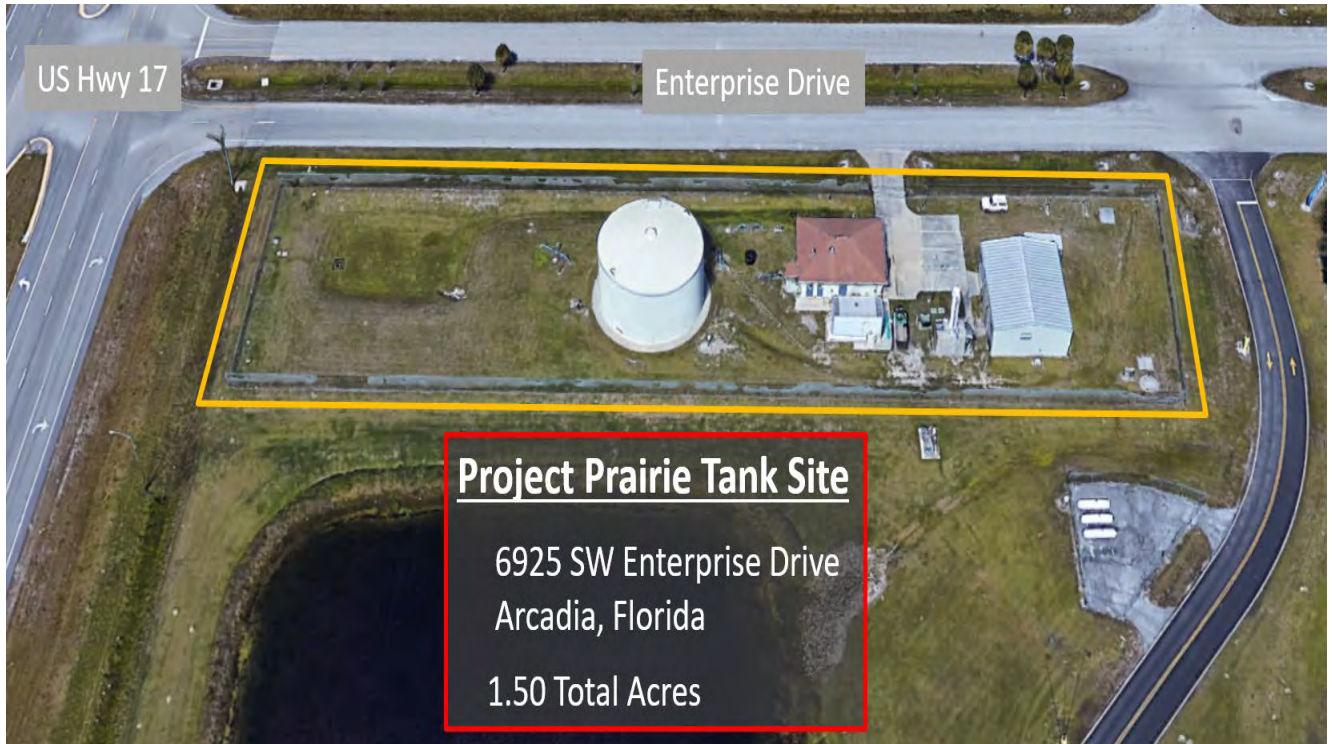 US Hwy 17
Enterprise Drive
Project Prairie Tank Site
6925 SW Enterprise Drive
Arcadia, Florida
1.50 Total Acres